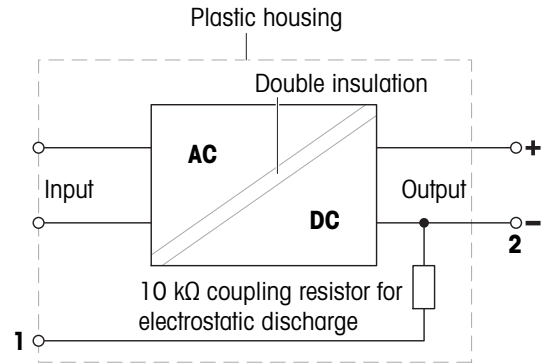 Plastic housing
Double insulation
AC
+
Input
Output
DC
−
2
10 kΩ coupling resistor for
electrostatic discharge
1